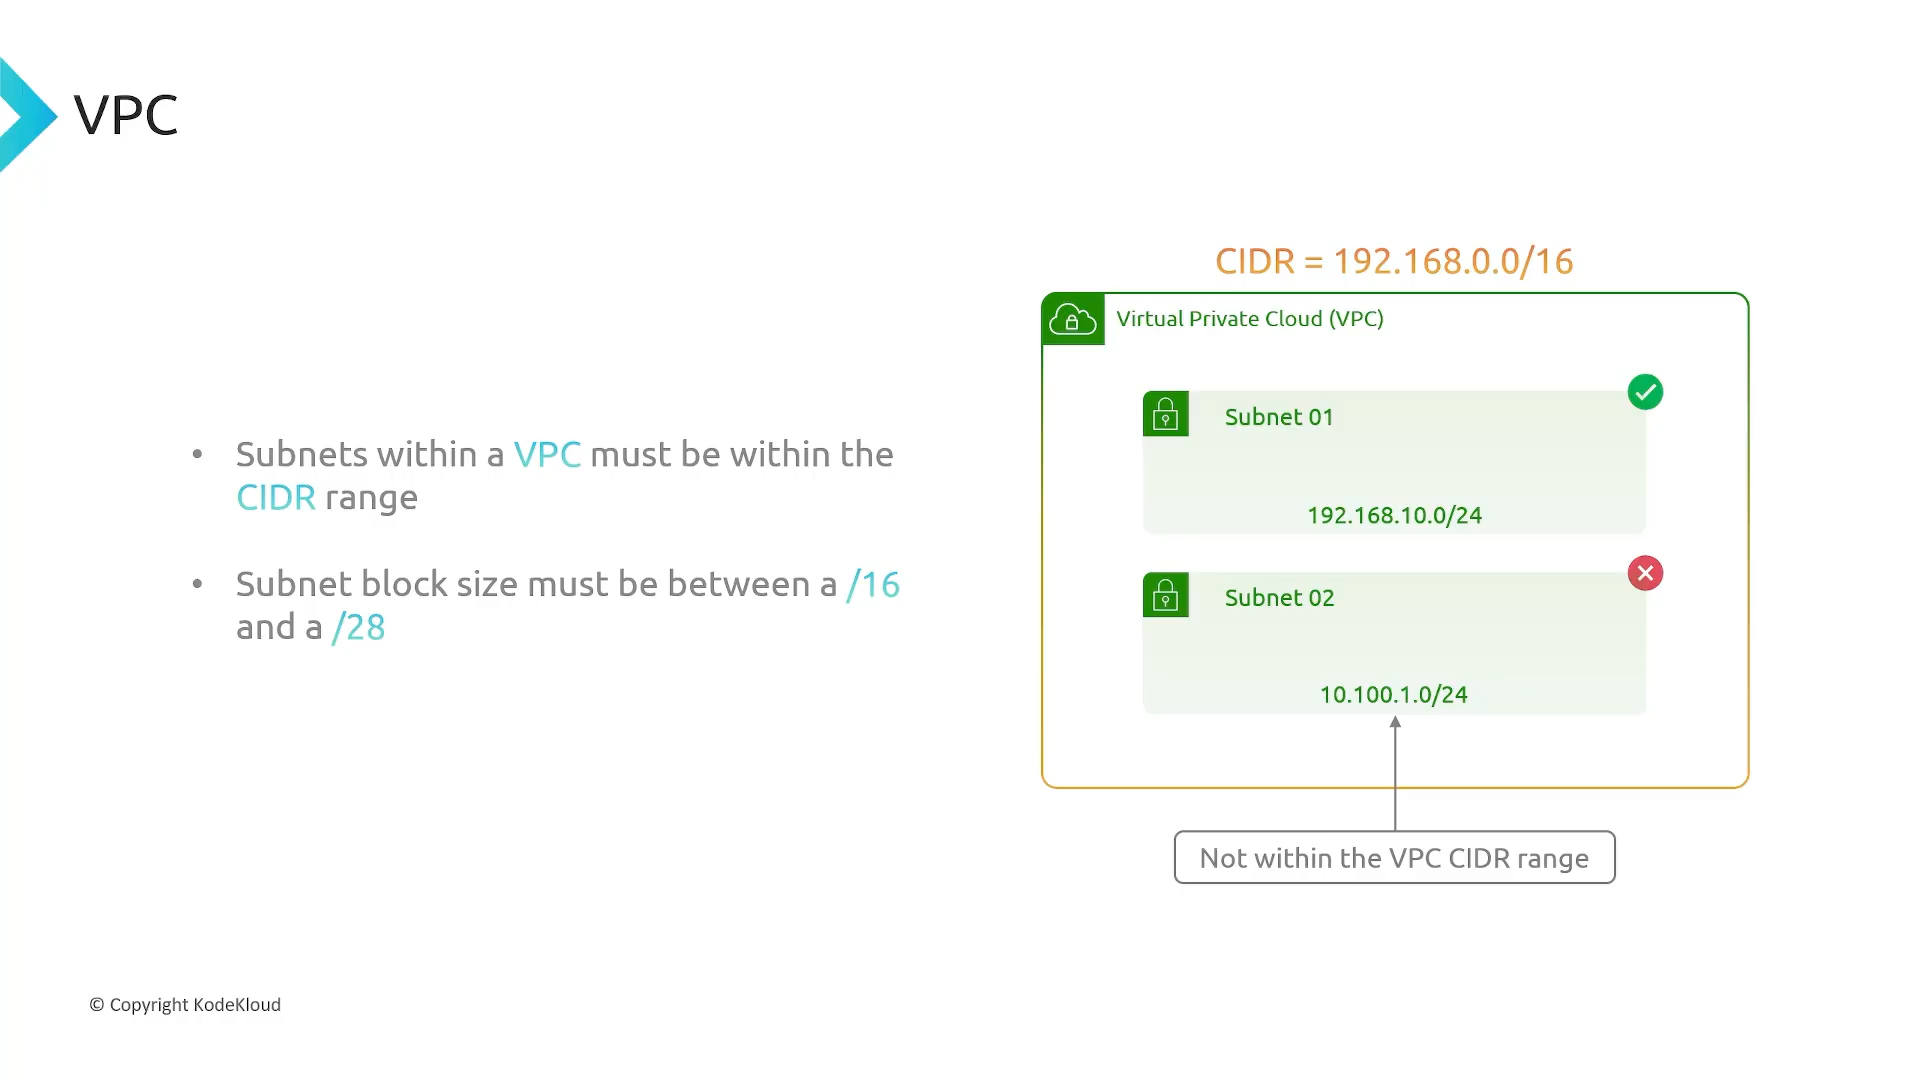 VPC
• Subnets within a VPC must be within the
CIDR range
• Subnet block size must be between a /16
and a /28
CIDR = 192.168.0.0/16
Virtual Private Cloud (VPC)
Subnet 01
192.168.10.0/24
Subnet 02
10.100.1.0/24
Not within the VPC CIDR range
© Copyright KodeKloud